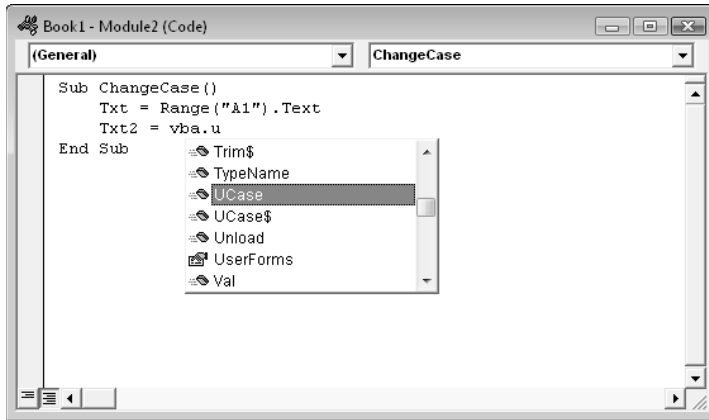 Book1 - Module2 (Code)
(General) ChangeCase
Sub ChangeCase()
Txt = Range("A1").Text
Txt2 = vba.u
End Sub
Trim$
TypeName
UCase
UCase$
Unload
UserForms
Val